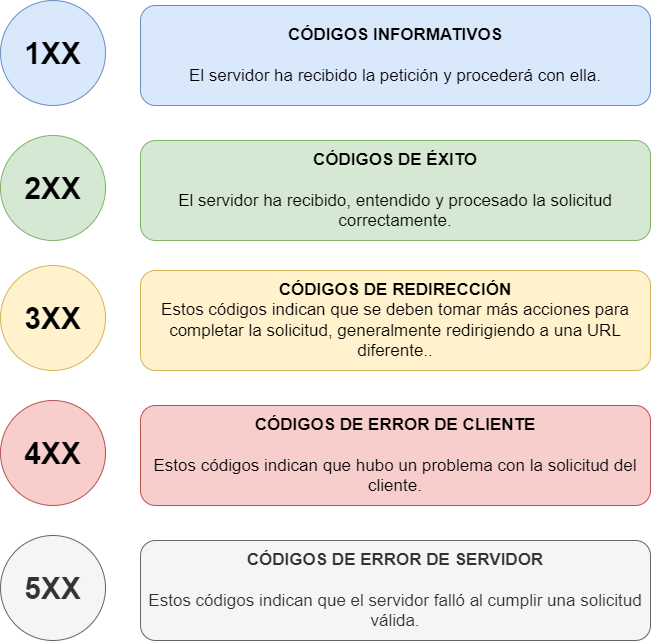 1XX
CÓDIGOS INFORMATIVOS
El servidor ha recibido la petición y procederá con ella.
2XX
CÓDIGOS DE ÉXITO
El servidor ha recibido, entendido y procesado la solicitud
correctamente.
3XX
CÓDIGOS DE REDIRECCIÓN
Estos códigos indican que se deben tomar más acciones para
completar la solicitud, generalmente redirigiendo a una URL
diferente..
4XX
CÓDIGOS DE ERROR DE CLIENTE
Estos códigos indican que hubo un problema con la solicitud del
cliente.
5XX
CÓDIGOS DE ERROR DE SERVIDOR
Estos códigos indican que el servidor falló al cumplir una solicitud
válida.